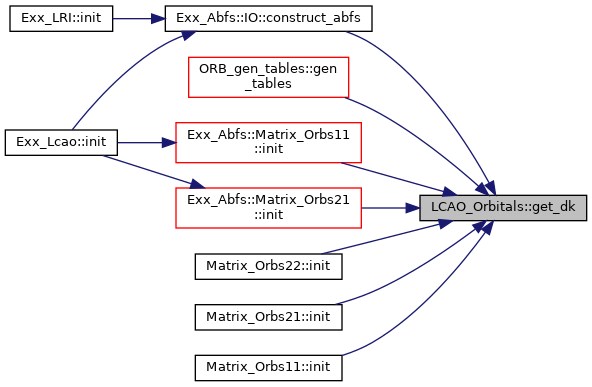 Exx_LRI::init
Exx_Abfs::IO::construct_abfs
ORB_gen_tables::gen
_tables
Exx_Lcao::init
Exx_Abfs::Matrix_Orbs11
::init
Exx_Abfs::Matrix_Orbs21
::init
LCAO_Orbitals::get_dk
Matrix_Orbs22::init
Matrix_Orbs21::init
Matrix_Orbs11::init